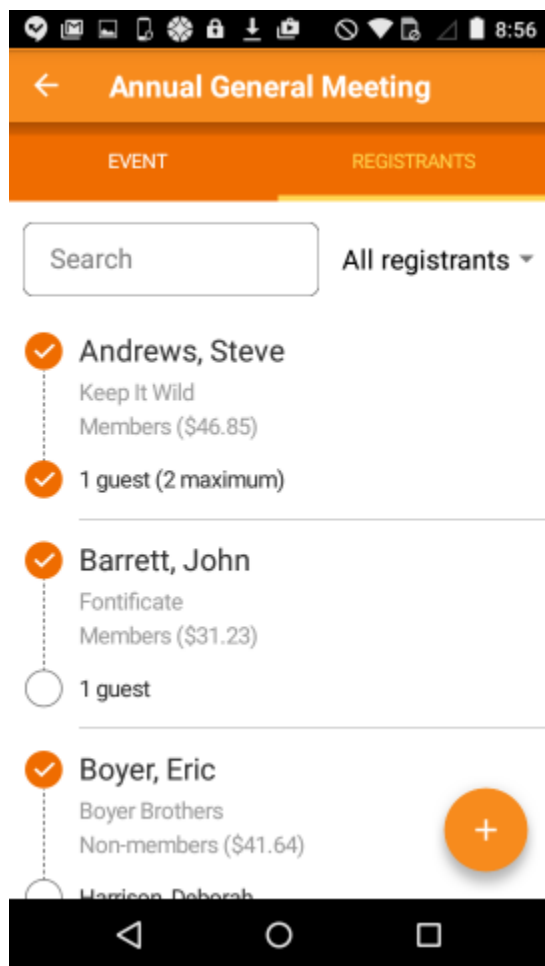 8:56
Annual General Meeting
EVENT
REGISTRANTS
Search
All registrants
Andrews, Steve
Keep It Wild
Members ($46.85)
1 guest (2 maximum)
Barrett, John
Fontificate
Members ($31.23)
1 guest
Boyer, Eric
Boyer Brothers
Non-members ($41.64)
Harrison, Deborah